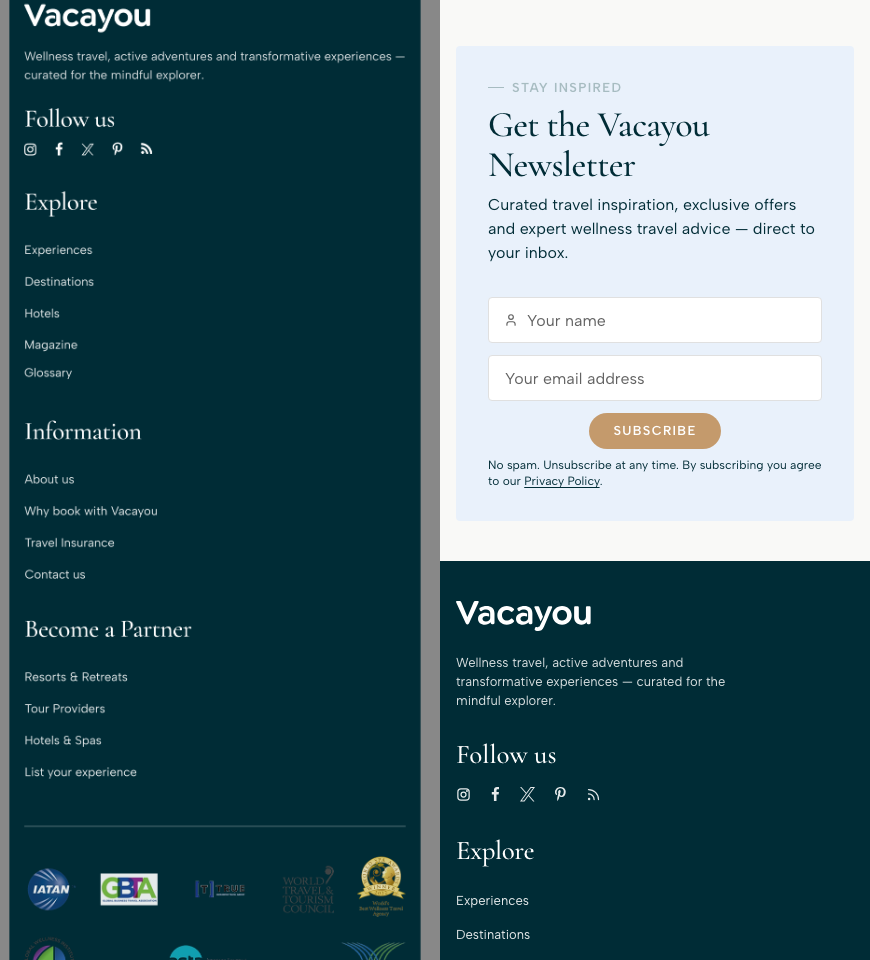 Vacayou
Wellness travel, active adventures and transformative experiences —
curated for the mindful explorer.
Follow us
Explore
Experiences
Destinations
Hotels
Magazine
Glossary
Information
About us
Why book with Vacayou
Travel Insurance
Contact us
Become a Partner
Resorts & Retreats
Tour Providers
Hotels & Spas
List your experience
IATAN
GBTA
WORLD
TRAVEL &
TOURISM
COUNCIL
World's
Best Wellness Travel
Agency
STAY INSPIRED
Get the Vacayou
Newsletter
Curated travel inspiration, exclusive offers
and expert wellness travel advice — direct to
your inbox.
Your name
Your email address
SUBSCRIBE
No spam. Unsubscribe at any time. By subscribing you agree
to our Privacy Policy.
Vacayou
Wellness travel, active adventures and
transformative experiences — curated for the
mindful explorer.
Follow us
Explore
Experiences
Destinations